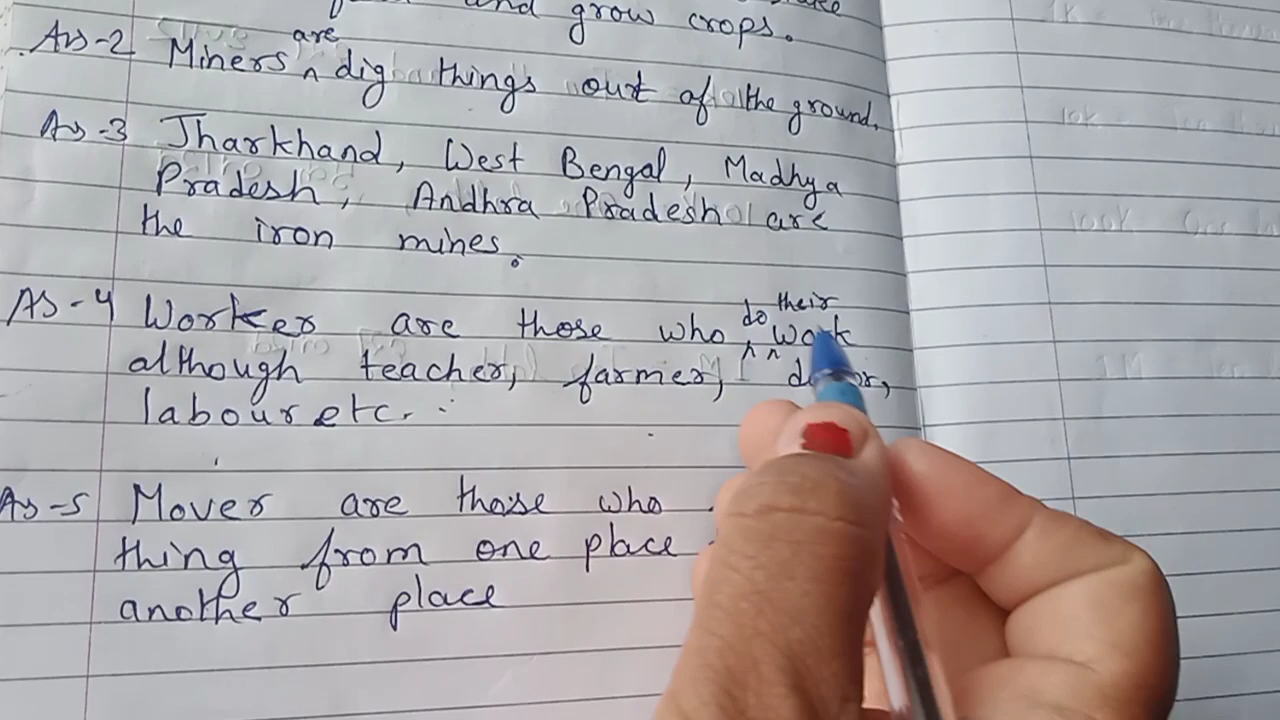 and grow crops.
Ans-2 Miners are dig things out of the ground.
Ans-3 Jharkhand, West Bengal, Madhya
Pradesh, Andhra Pradesh are
the iron mines.
Ans-4 Worker are those who do their work
although teacher, farmer,
labour etc.
Ans-5 Mover are those who
thing from one place
another place